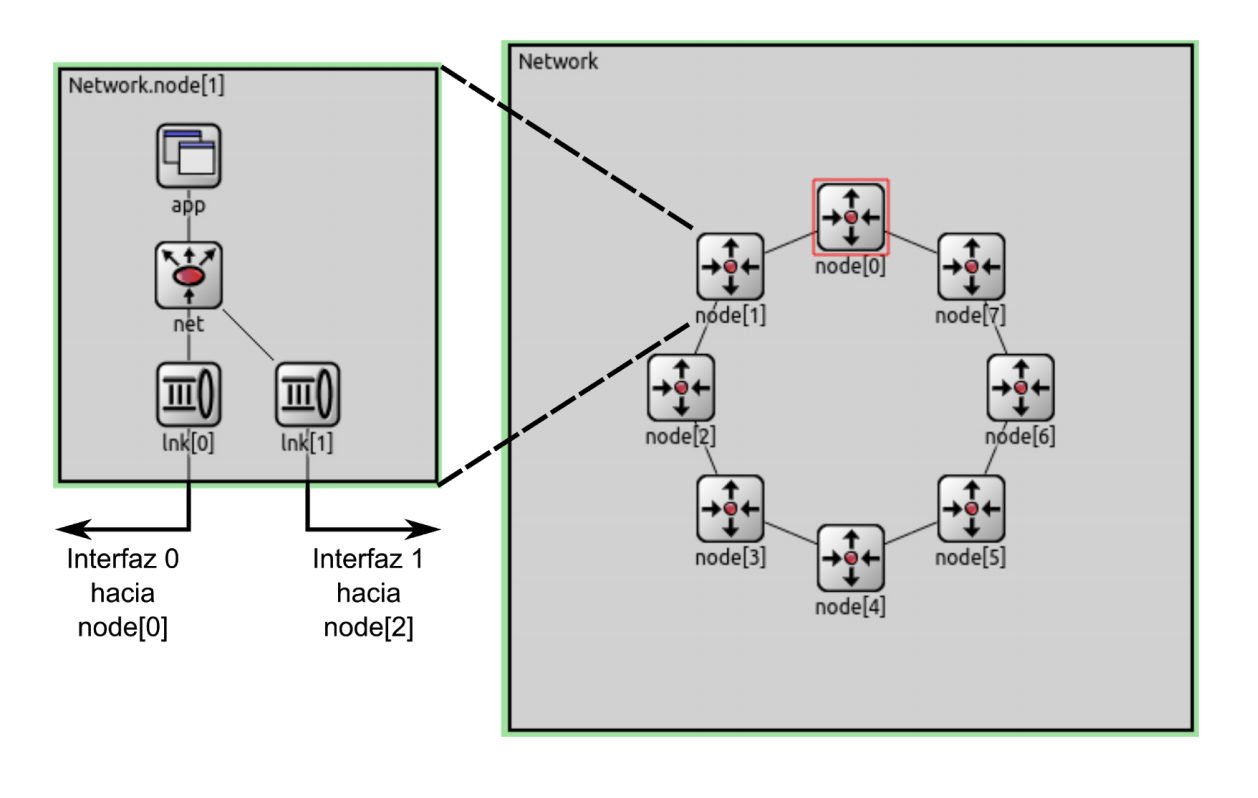 Network.node[1]
app
net
lnk[0]
lnk[1]
Interfaz 0
hacia
node[0]
Interfaz 1
hacia
node[2]
Network
node[0]
node[1]
node[7]
node[2]
node[6]
node[3]
node[5]
node[4]